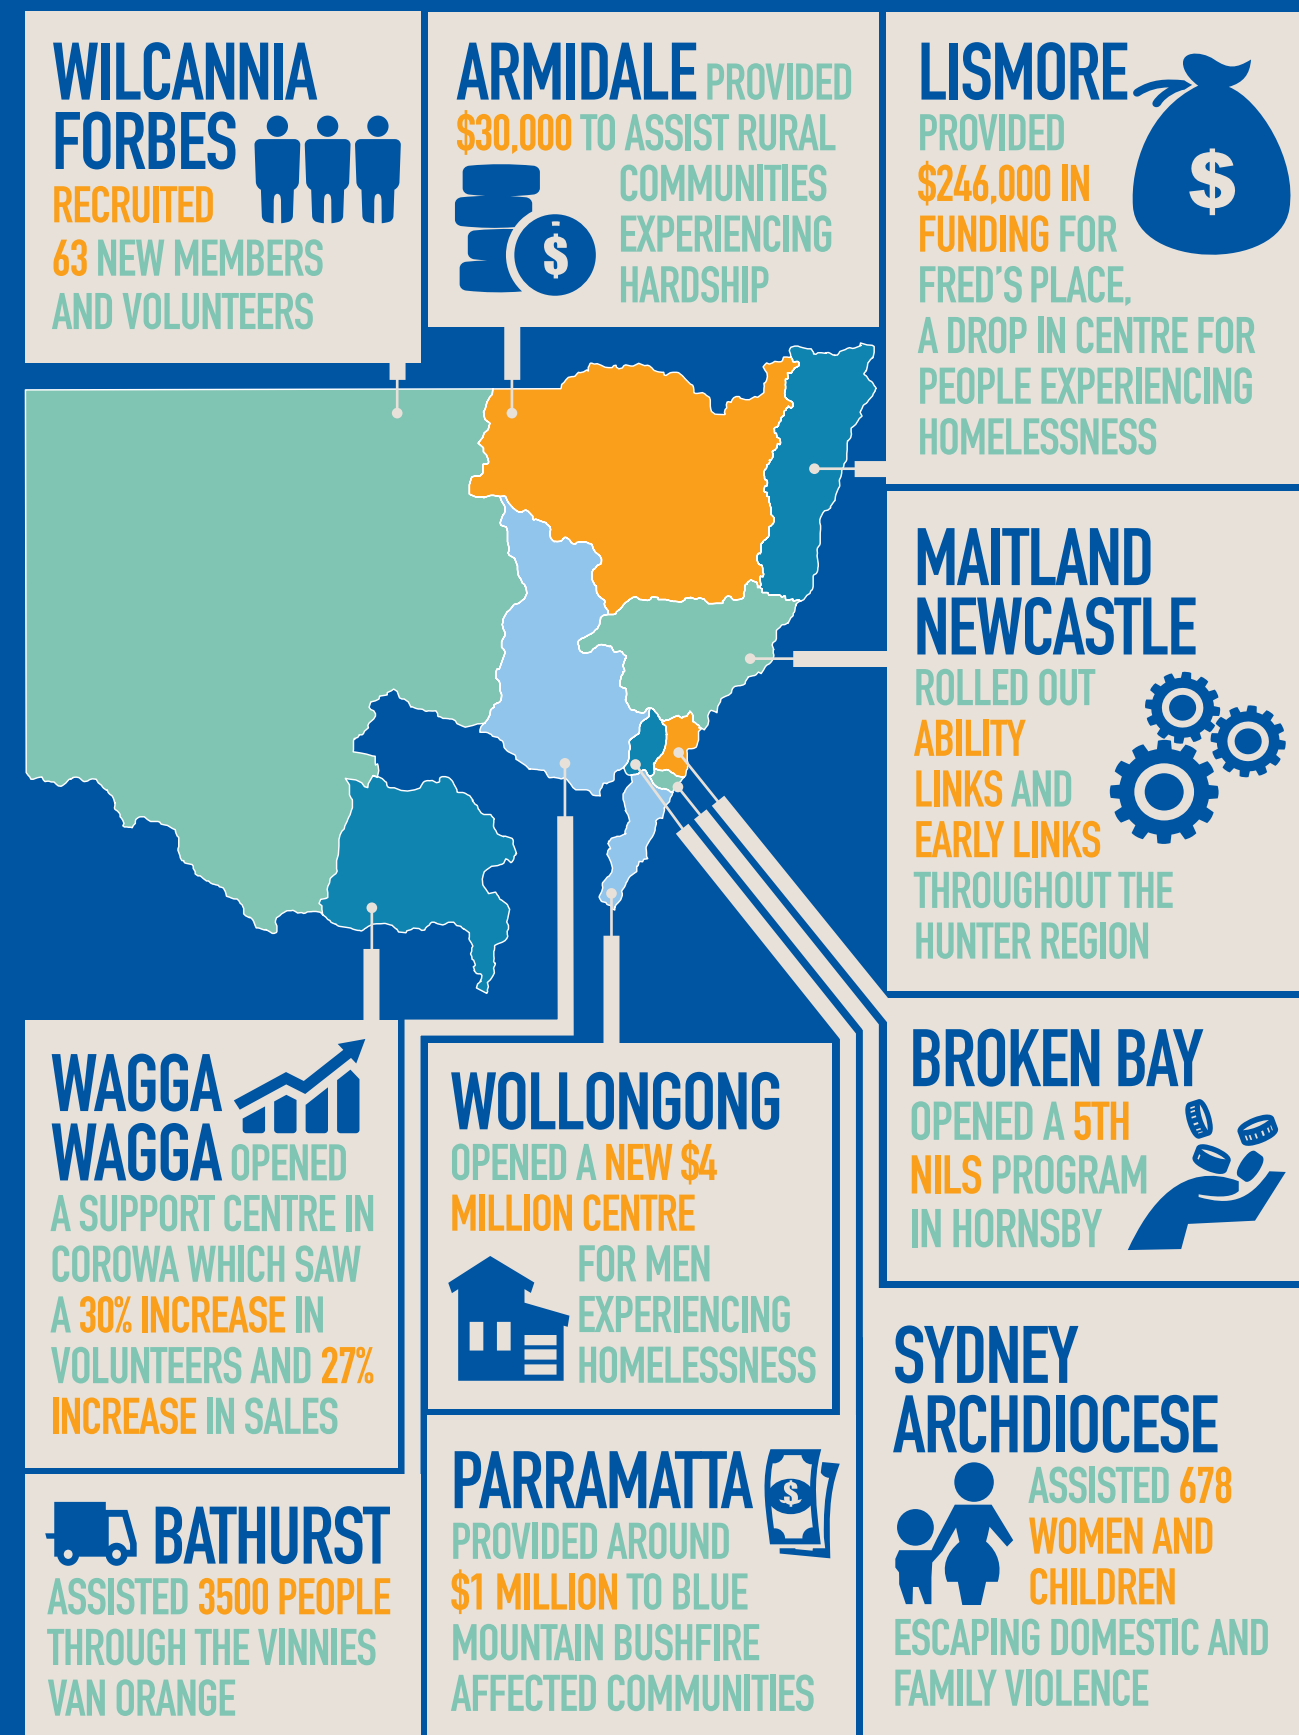 WILCANNIA
FORBES
RECRUITED
63 NEW MEMBERS
AND VOLUNTEERS
ARMIDALE PROVIDED
$30,000 TO ASSIST RURAL
COMMUNITIES
EXPERIENCING
HARDSHIP
$
LISMORE
PROVIDED
$246,000 IN
FUNDING FOR
FRED'S PLACE,
A DROP IN CENTRE FOR
PEOPLE EXPERIENCING
HOMELESSNESS
$
MAITLAND
NEWCASTLE
ROLLED OUT
ABILITY
LINKS AND
EARLY LINKS
THROUGHOUT THE
HUNTER REGION
BROKEN BAY
OPENED A 5TH
NILS PROGRAM
IN HORNSBY
WAGGA
WAGGA OPENED
A SUPPORT CENTRE IN
COROWA WHICH SAW
A 30% INCREASE IN
VOLUNTEERS AND 27%
INCREASE IN SALES
WOLLONGONG
OPENED A NEW $4
MILLION CENTRE
FOR MEN
EXPERIENCING
HOMELESSNESS
SYDNEY
ARCHDIOCESE
ASSISTED 678
WOMEN AND
CHILDREN
ESCAPING DOMESTIC AND
FAMILY VIOLENCE
BATHURST
ASSISTED 3500 PEOPLE
THROUGH THE VINNIES
VAN ORANGE
PARRAMATTA
$
PROVIDED AROUND
$1 MILLION TO BLUE
MOUNTAIN BUSHFIRE
AFFECTED COMMUNITIES